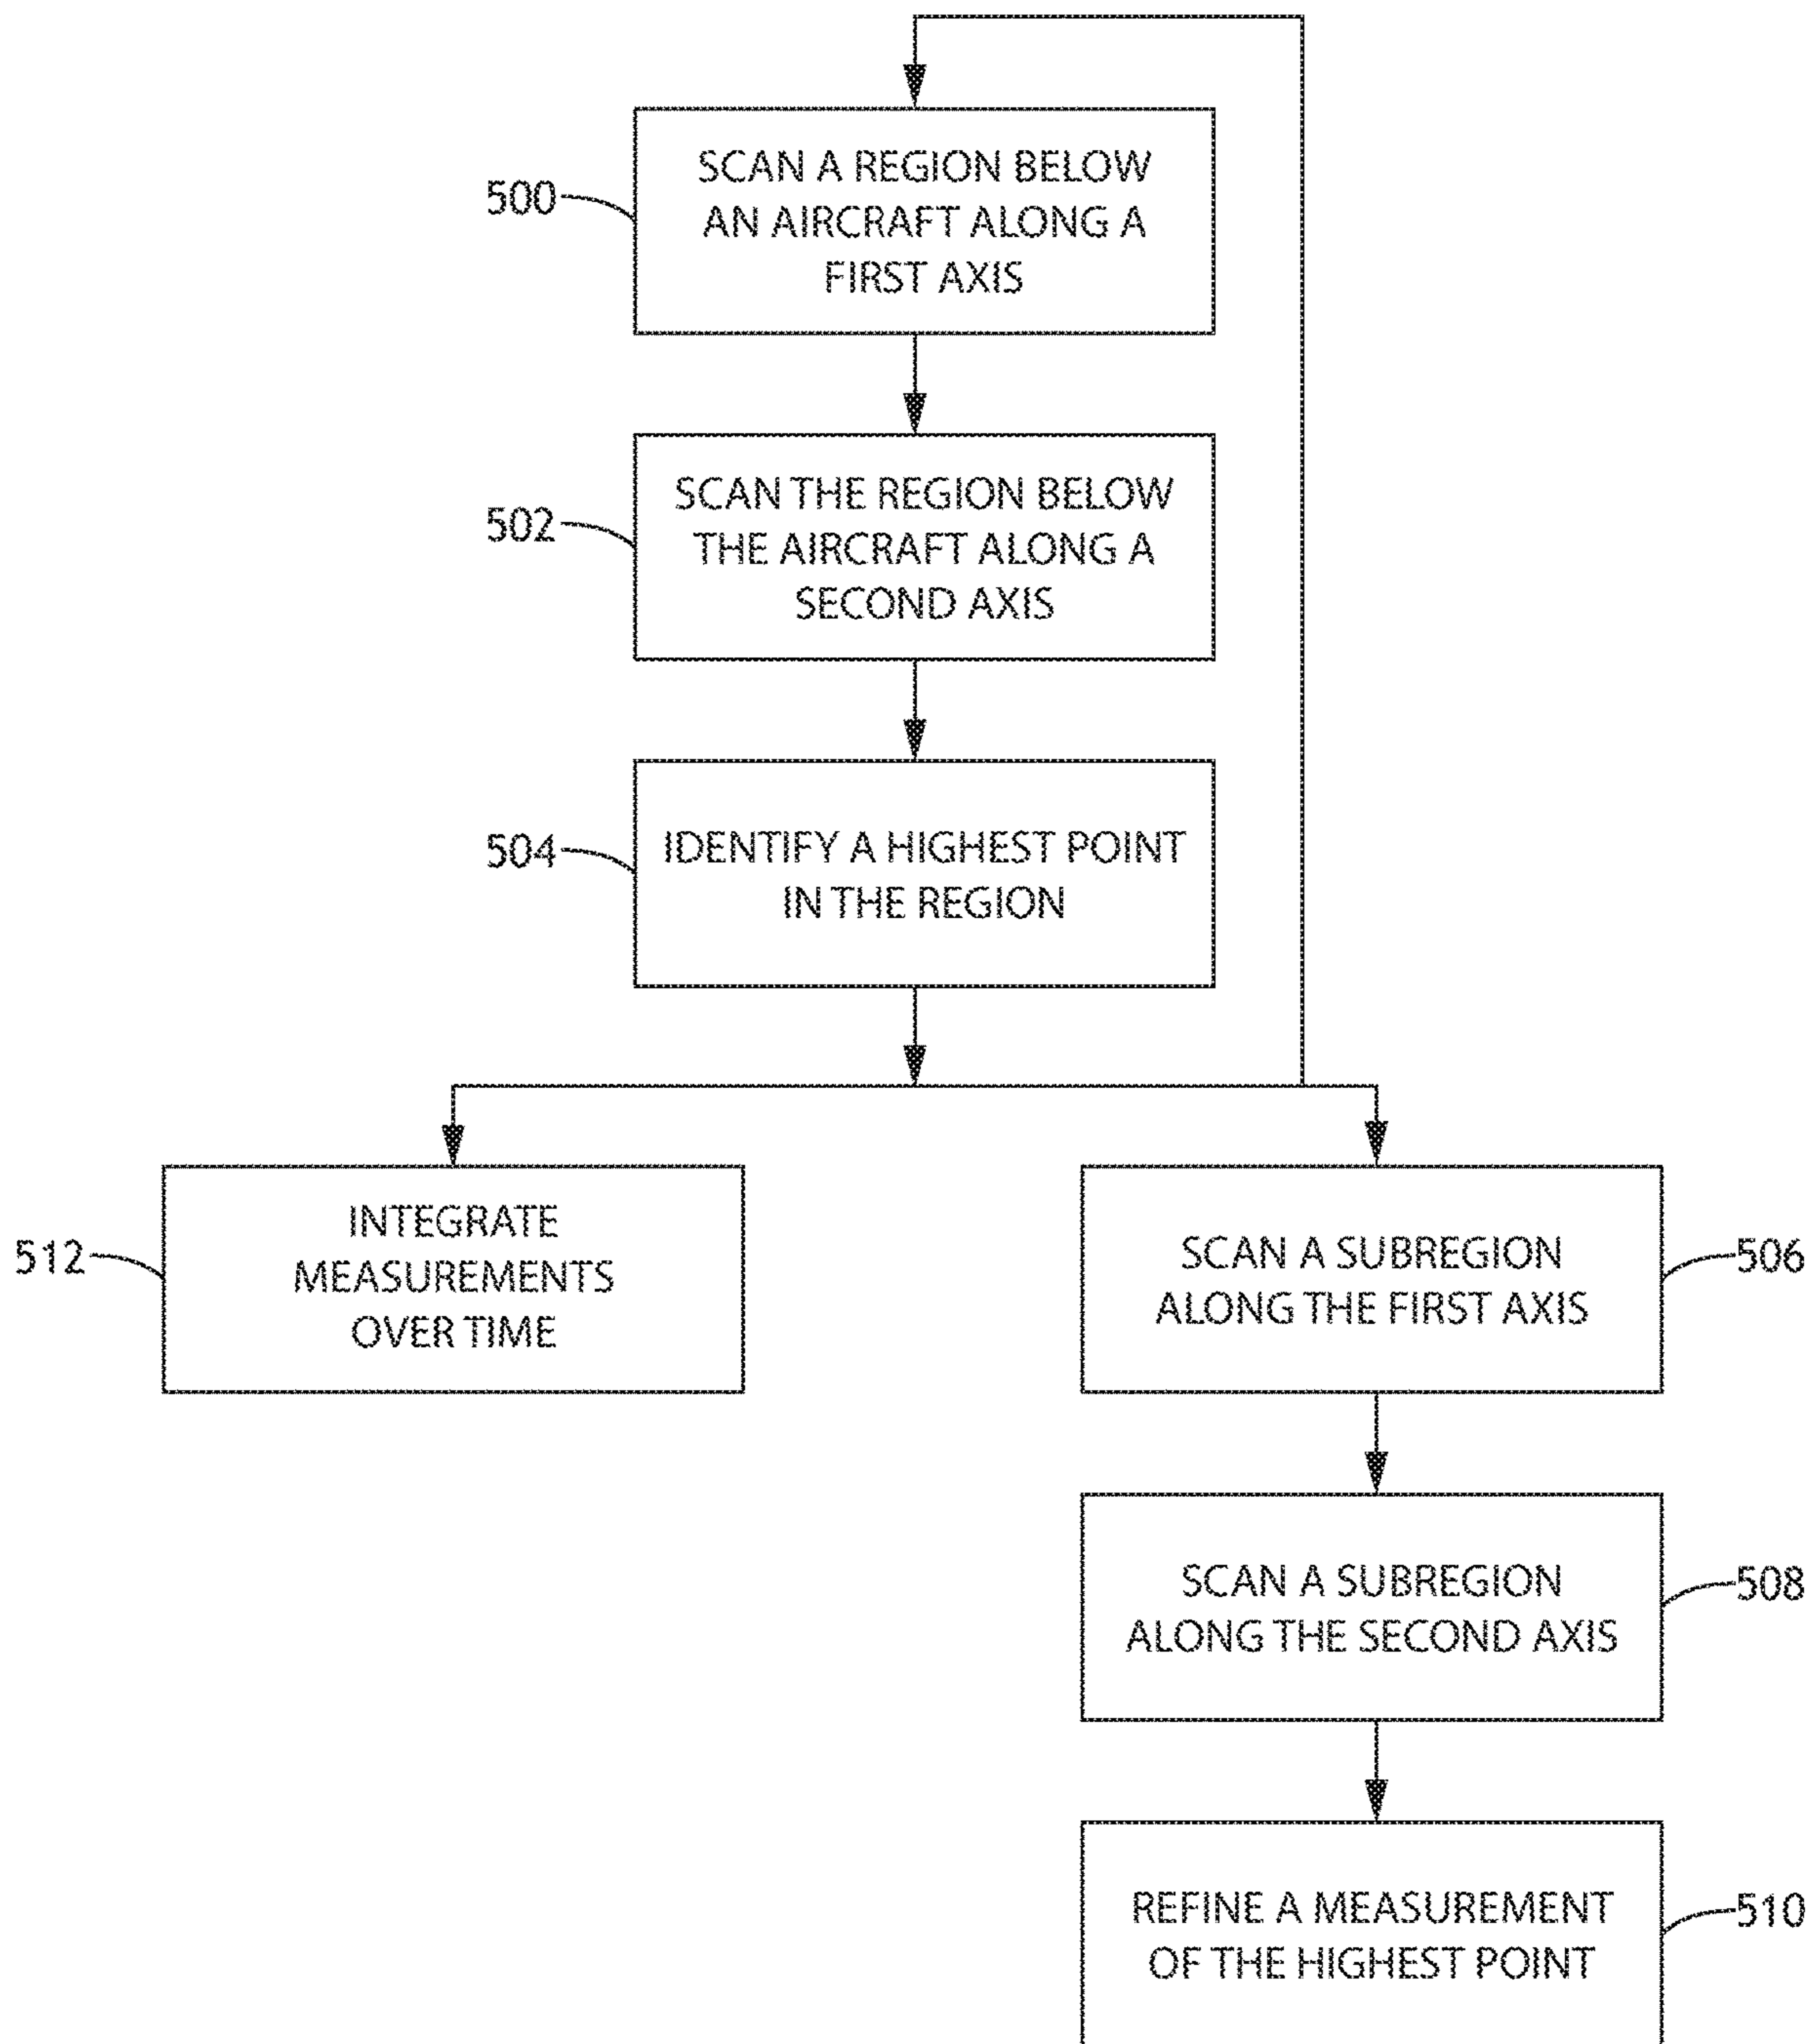 500
SCAN A REGION BELOW
AN AIRCRAFT ALONG A
FIRST AXIS
502
SCAN THE REGION BELOW
THE AIRCRAFT ALONG A
SECOND AXIS
504
IDENTIFY A HIGHEST POINT
IN THE REGION
512
INTEGRATE
MEASUREMENTS
OVER TIME
SCAN A SUBREGION
ALONG THE FIRST AXIS
506
SCAN A SUBREGION
ALONG THE SECOND AXIS
508
REFINE A MEASUREMENT
OF THE HIGHEST POINT
510